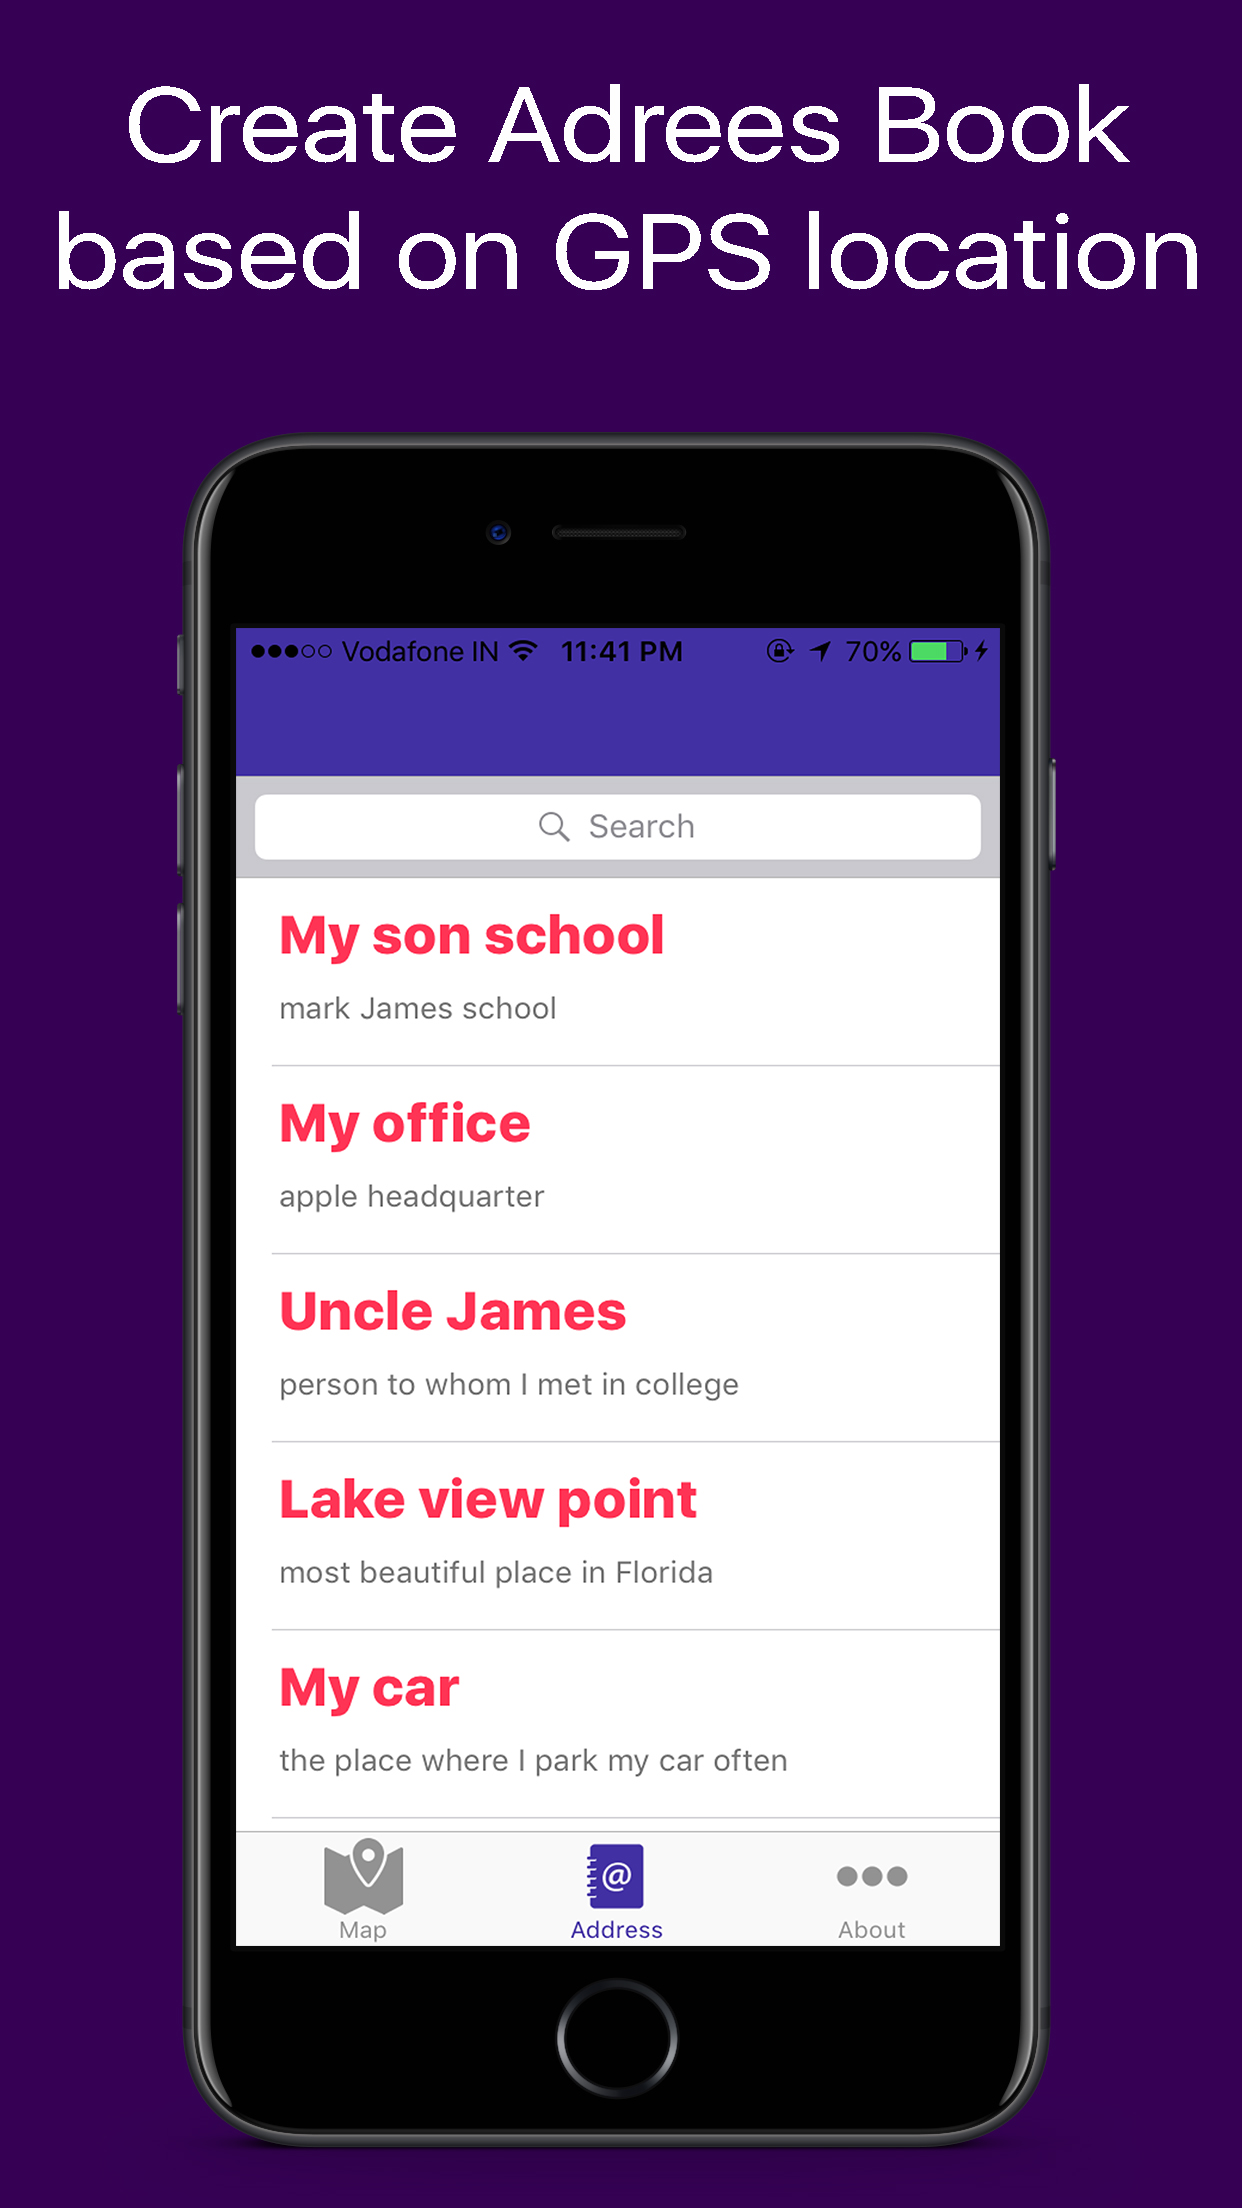 Create Adrees Book
based on GPS location
Vodafone IN 11:41 PM 70%
Search
My son school
mark James school
My office
apple headquarter
Uncle James
person to whom I met in college
Lake view point
most beautiful place in Florida
My car
the place where I park my car often
@
Map Address About